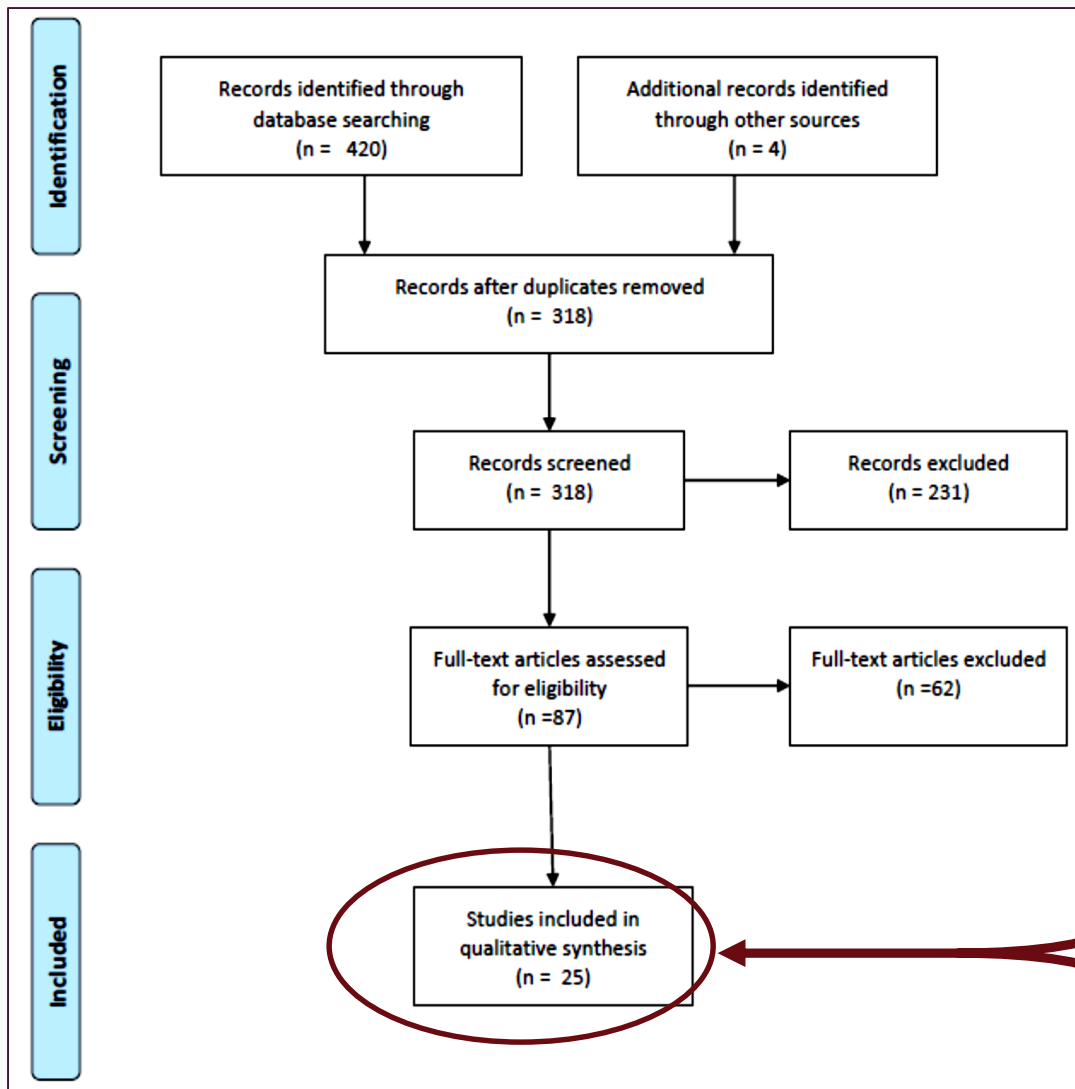 Identification
Records identified through
database searching
(n = 420)
Additional records identified
through other sources
(n = 4)
Records after duplicates removed
(n = 318)
Screening
Records screened
(n = 318)
Records excluded
(n = 231)
Eligibility
Full-text articles assessed
for eligibility
(n =87)
Full-text articles excluded
(n =62)
Included
Studies included in
qualitative synthesis
(n = 25)